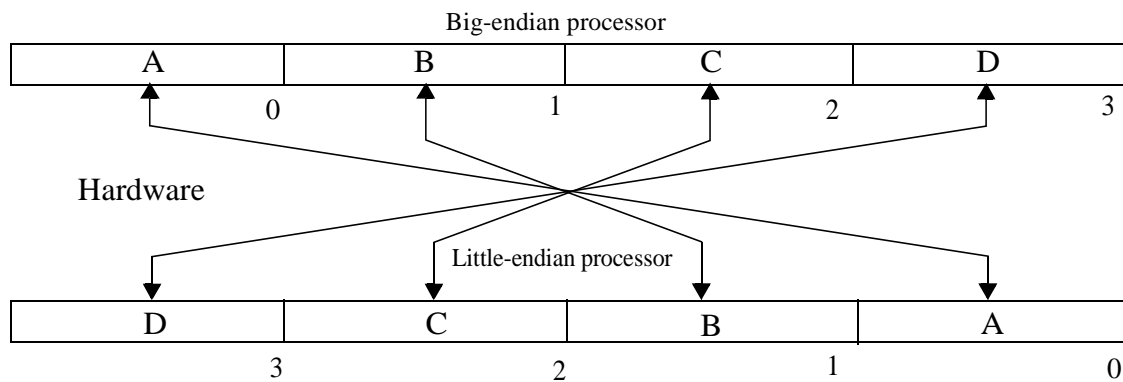 Big-endian processor
A B C D
0 1 2 3
Hardware
Little-endian processor
D C B A
3 2 1 0